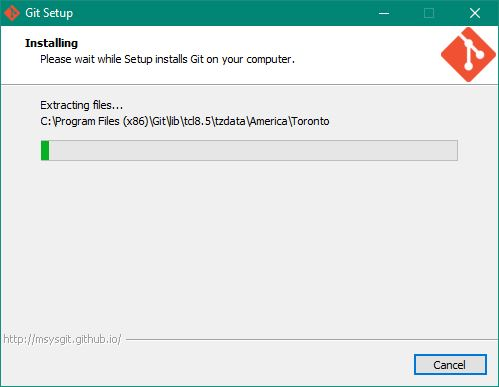 Git Setup
Installing
Please wait while Setup installs Git on your computer.
Extracting files...
C:\Program Files (x86)\Git\lib\tcl8.5\tzdata\America\Toronto
http://msysgit.github.io/
Cancel